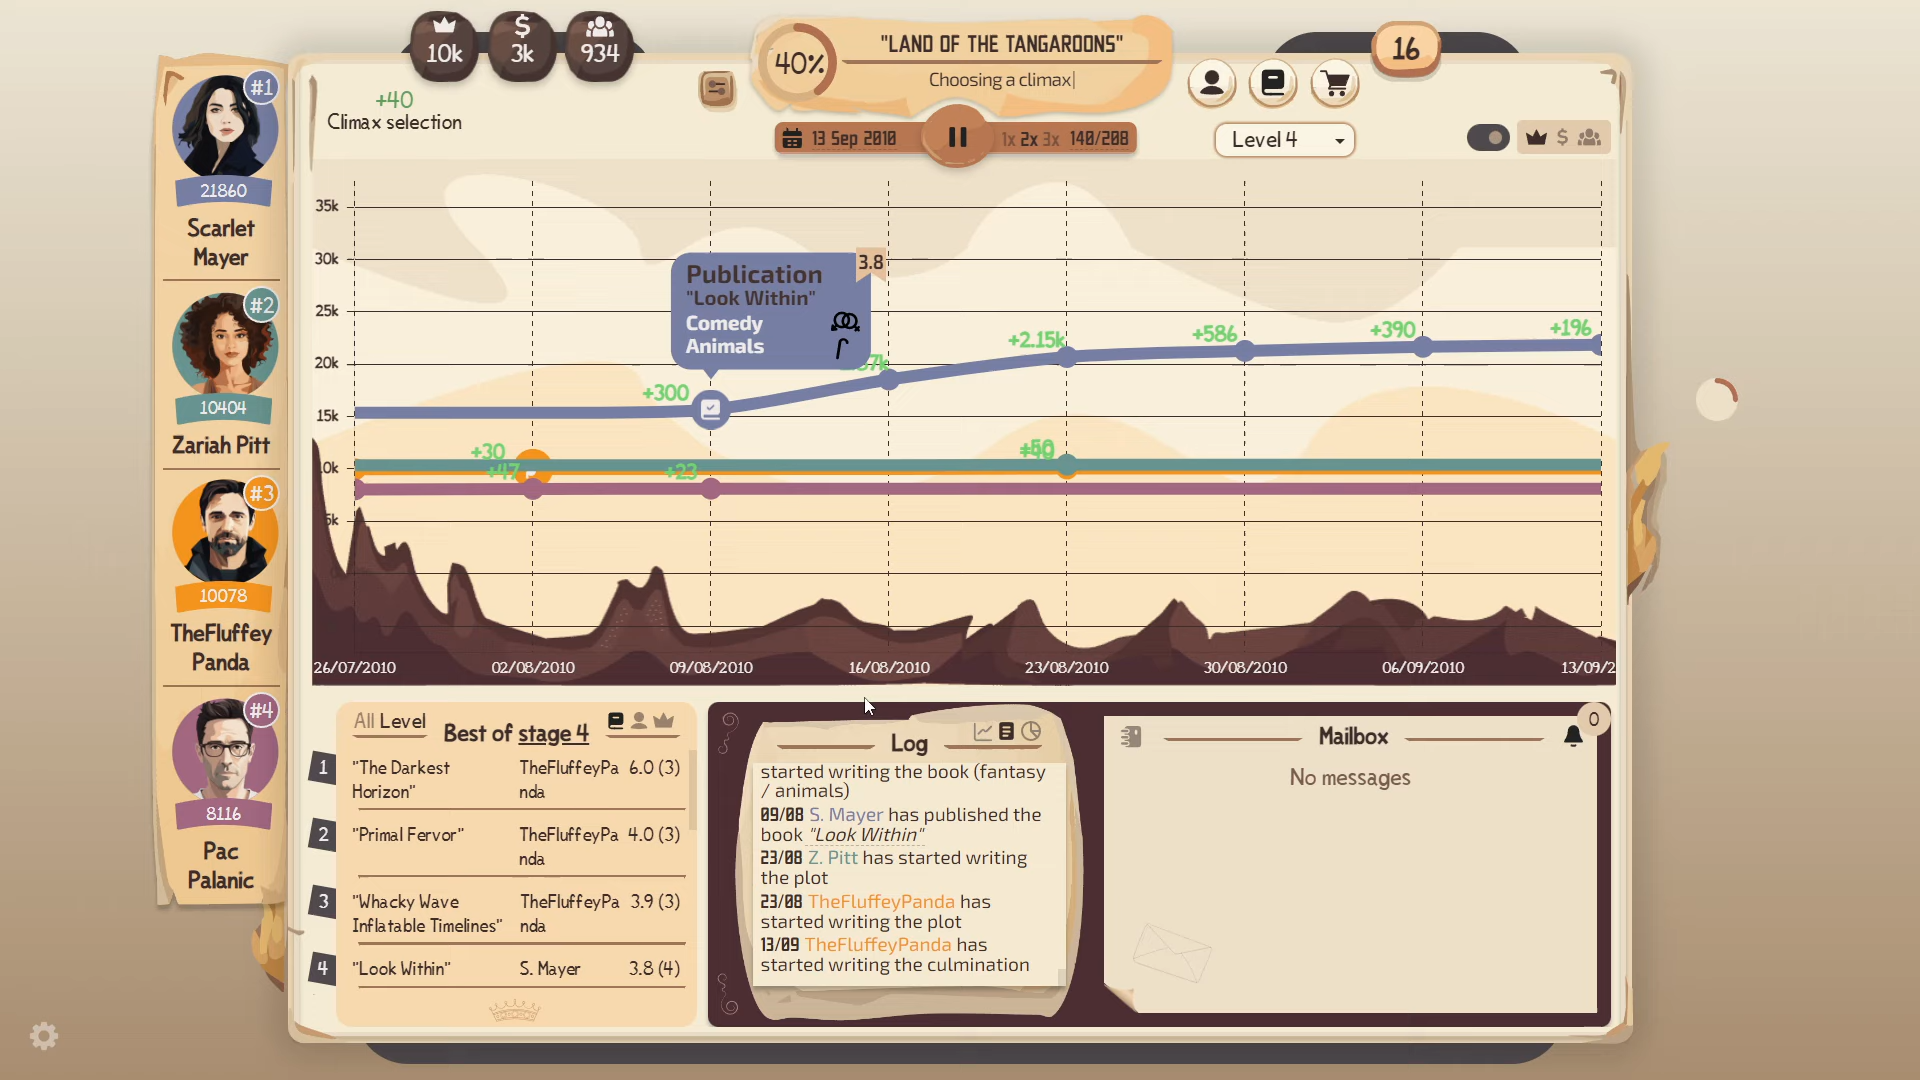 10k
$
3k
934
40%
"LAND OF THE TANGAROONS"
Choosing a climax
16
+40
Climax selection
13 Sep 2010
1x 2x 3x
140/208
Level 4
$
#1
21860
Scarlet
Mayer
#2
10404
Zariah Pitt
#3
10078
TheFluffey
Panda
#4
8116
Pac
Palanic
35k
30k
25k
20k
15k
5k
Publication
3.8
"Look Within"
Comedy
Animals
+300
+2.15k
+586
+390
+196
+30
+47
+23
26/07/2010
02/08/2010
09/08/2010
16/08/2010
23/08/2010
30/08/2010
06/09/2010
13/09/2
All Level
Best of stage 4
1
"The Darkest
Horizon"
TheFluffeyPa
nda
6.0 (3)
2
"Primal Fervor"
TheFluffeyPa
nda
4.0 (3)
3
"Whacky Wave
Inflatable Timelines"
TheFluffeyPa
nda
3.9 (3)
4
"Look Within"
S. Mayer
3.8 (4)
Log
started writing the book (fantasy
/ animals)
09/08 S. Mayer has published the
book "Look Within"
23/08 Z. Pitt has started writing
the plot
23/08 TheFluffeyPanda has
started writing the plot
13/09 TheFluffeyPanda has
started writing the culmination
Mailbox
0
No messages